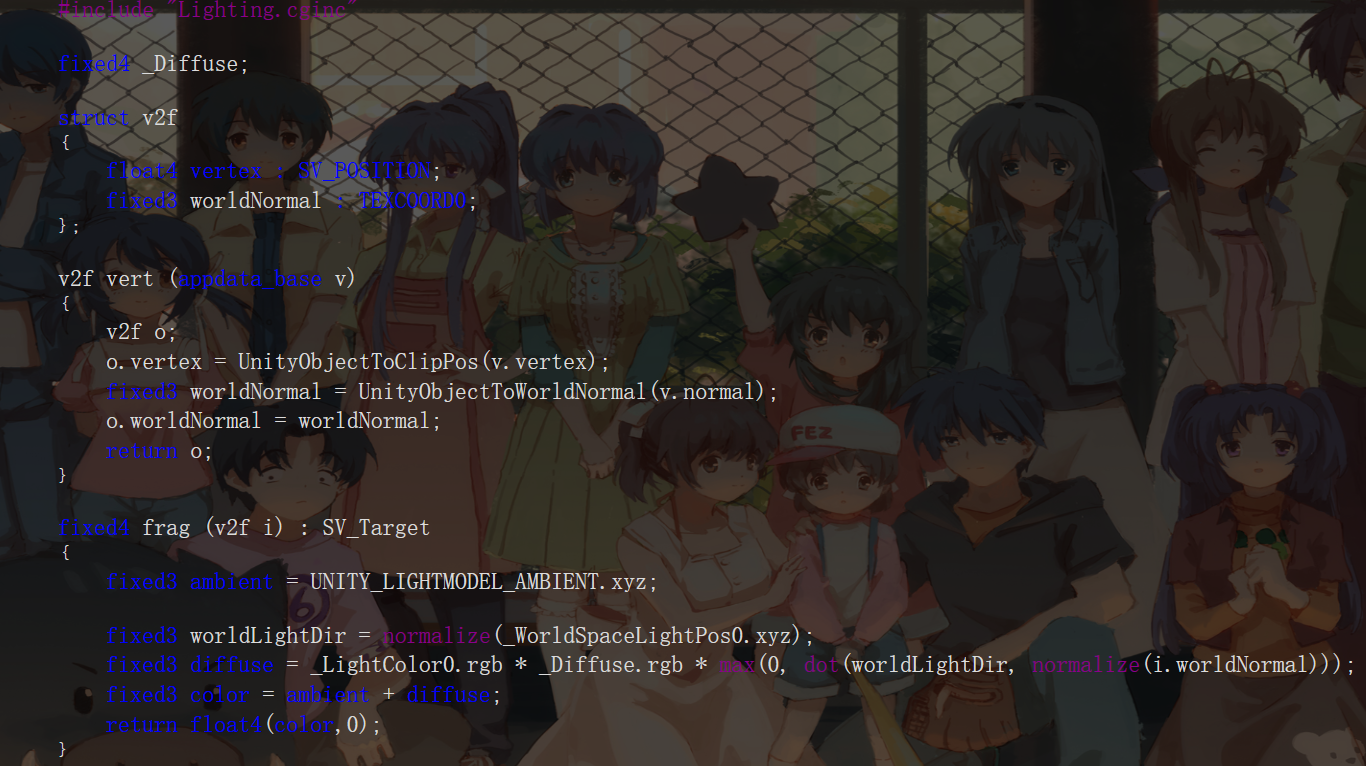 #include "Lighting.cginc"
fixed4 _Diffuse;
struct v2f
{
float4 vertex : SV_POSITION;
fixed3 worldNormal : TEXCOORD0;
};
v2f vert (appdata_base v)
{
v2f o;
o.vertex = UnityObjectToClipPos(v.vertex);
fixed3 worldNormal = UnityObjectToWorldNormal(v.normal);
o.worldNormal = worldNormal;
return o;
}
fixed4 frag (v2f i) : SV_Target
{
fixed3 ambient = UNITY_LIGHTMODEL_AMBIENT.xyz;
fixed3 worldLightDir = normalize(_WorldSpaceLightPos0.xyz);
fixed3 diffuse = _LightColor0.rgb * _Diffuse.rgb * max(0, dot(worldLightDir, normalize(i.worldNormal)));
fixed3 color = ambient + diffuse;
return float4(color,0);
}
FEZ
6